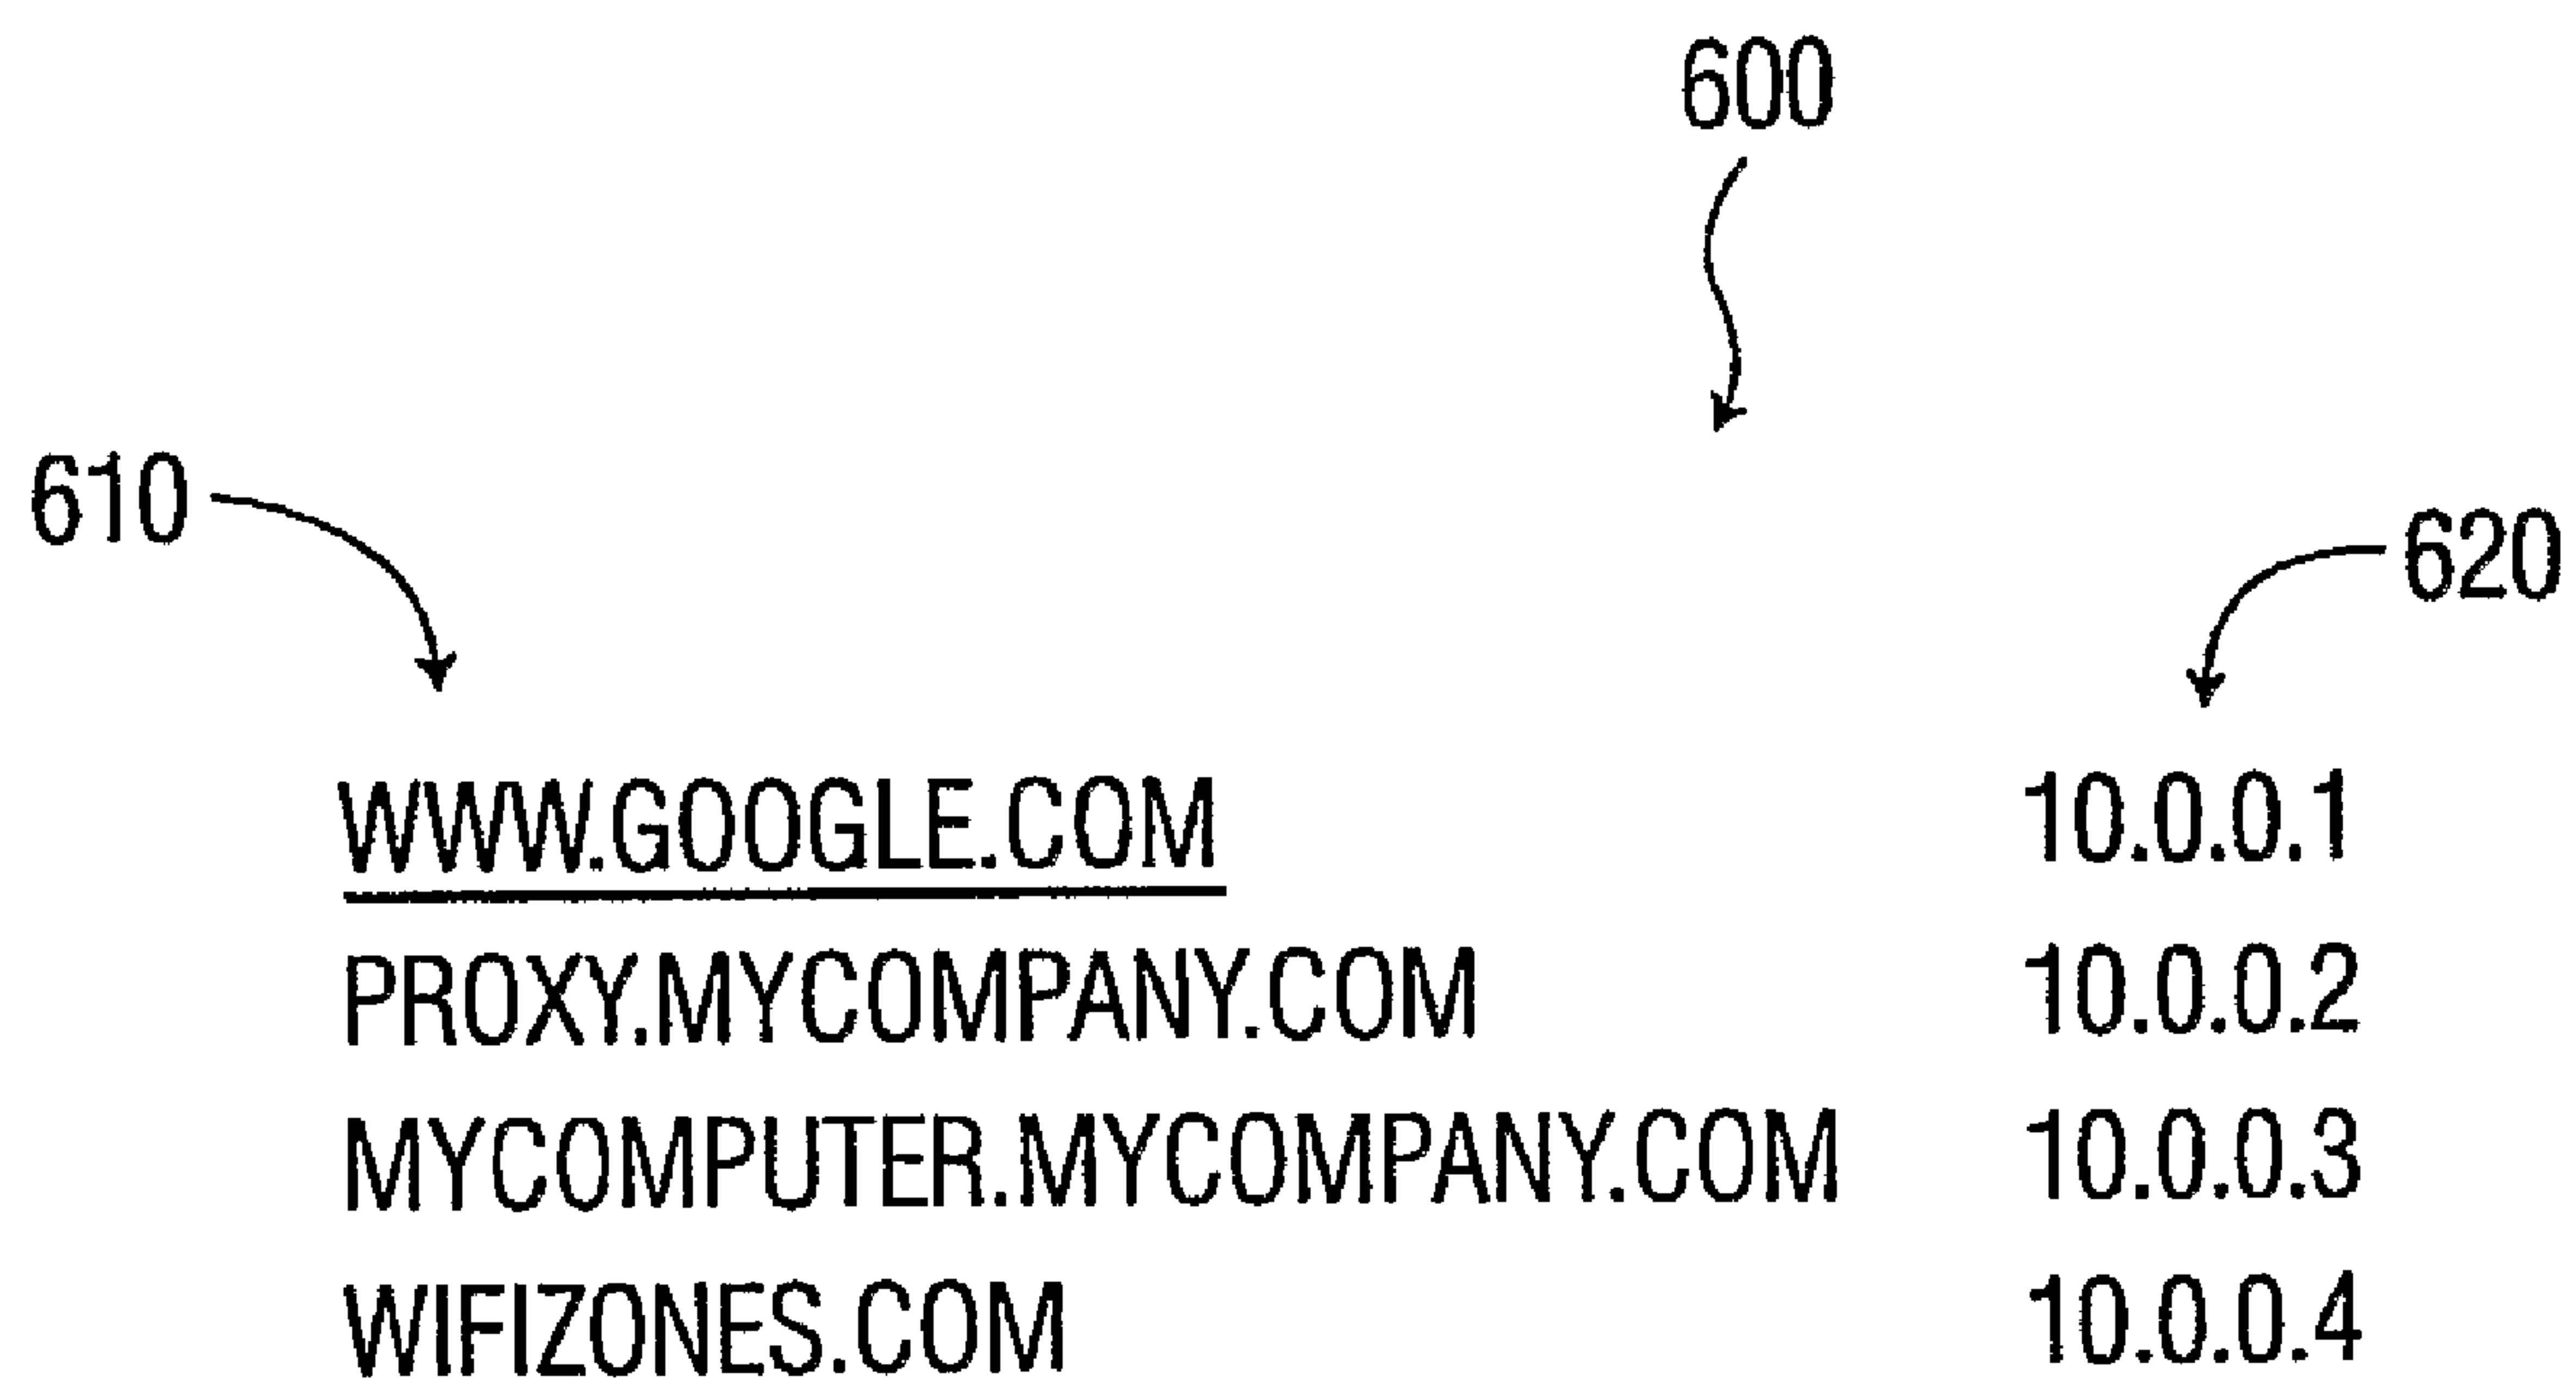 600
610
620
WWW.GOOGLE.COM 10.0.0.1
PROXY.MYCOMPANY.COM 10.0.0.2
MYCOMPUTER.MYCOMPANY.COM 10.0.0.3
WIFIZONES.COM 10.0.0.4